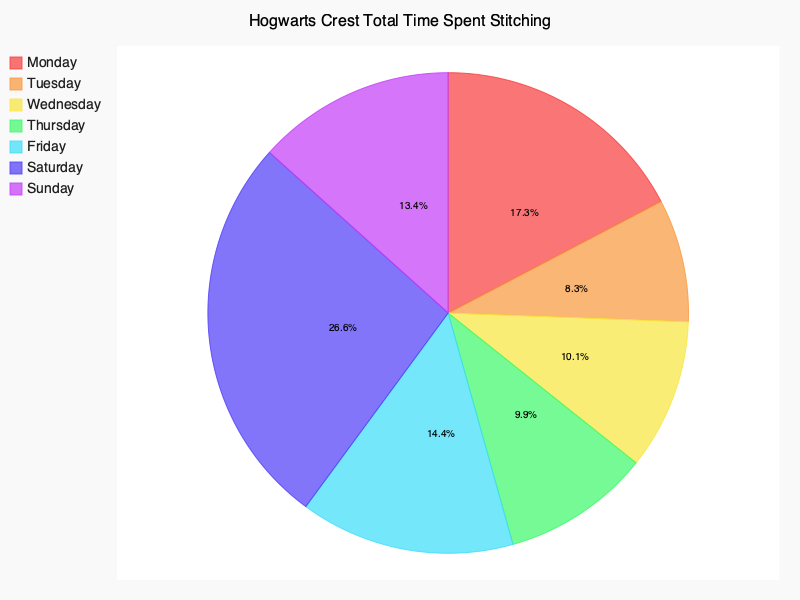 Hogwarts Crest Total Time Spent Stitching
Monday
Tuesday
Wednesday
Thursday
Friday
Saturday
Sunday
13.4%
17.3%
8.3%
26.6%
10.1%
9.9%
14.4%